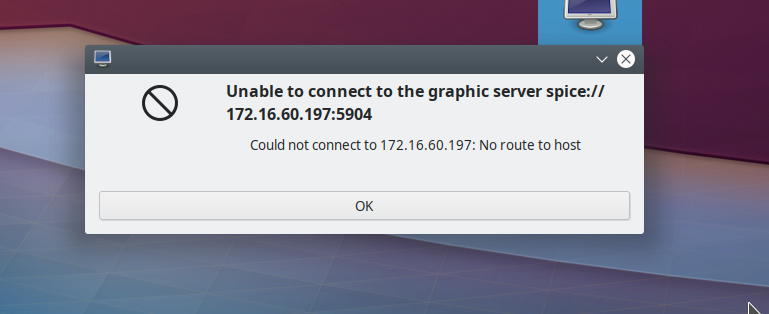 Unable to connect to the graphic server spice://
172.16.60.197:5904
Could not connect to 172.16.60.197: No route to host
OK